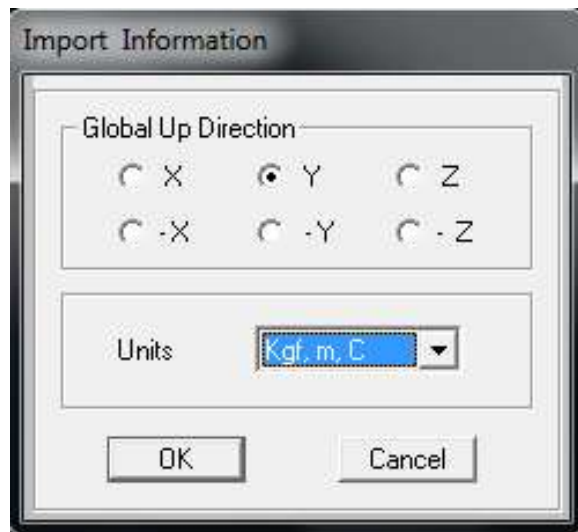 Import Information
Global Up Direction
X Y Z
-X -Y - Z
Units Kgf, m, C
OK Cancel